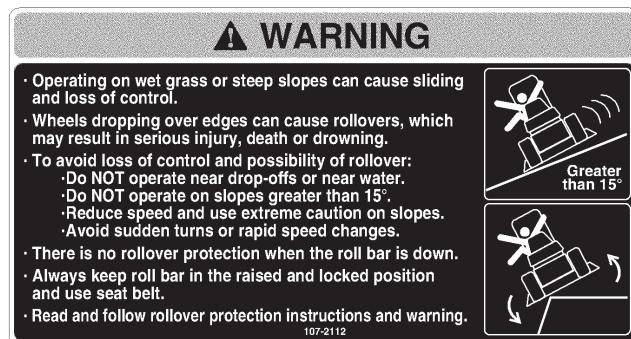 WARNING
· Operating on wet grass or steep slopes can cause sliding
and loss of control.
· Wheels dropping over edges can cause rollovers, which
may result in serious injury, death or drowning.
· To avoid loss of control and possibility of rollover:
·Do NOT operate near drop-offs or near water.
·Do NOT operate on slopes greater than 15°.
·Reduce speed and use extreme caution on slopes.
·Avoid sudden turns or rapid speed changes.
· There is no rollover protection when the roll bar is down.
· Always keep roll bar in the raised and locked position
and use seat belt.
· Read and follow rollover protection instructions and warning.
107-2112
Greater
than 15°